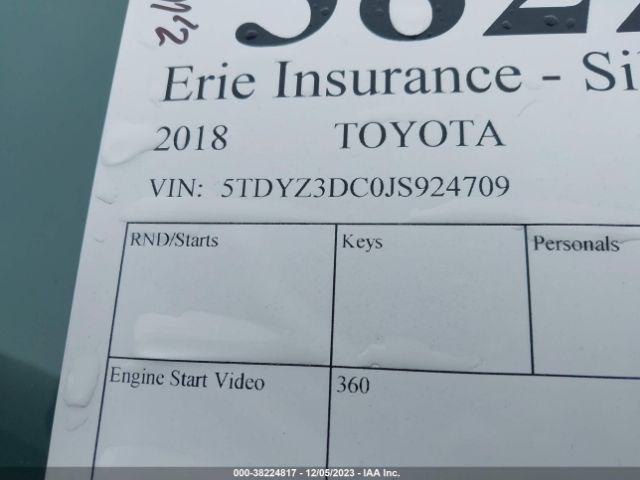 Erie Insurance -
2018 TOYOTA
VIN: 5TDYZ3DC0JS924709
RND/Starts Keys Personals
Engine Start Video 360
000-38224817 - 12/05/2023 - IAA Inc.